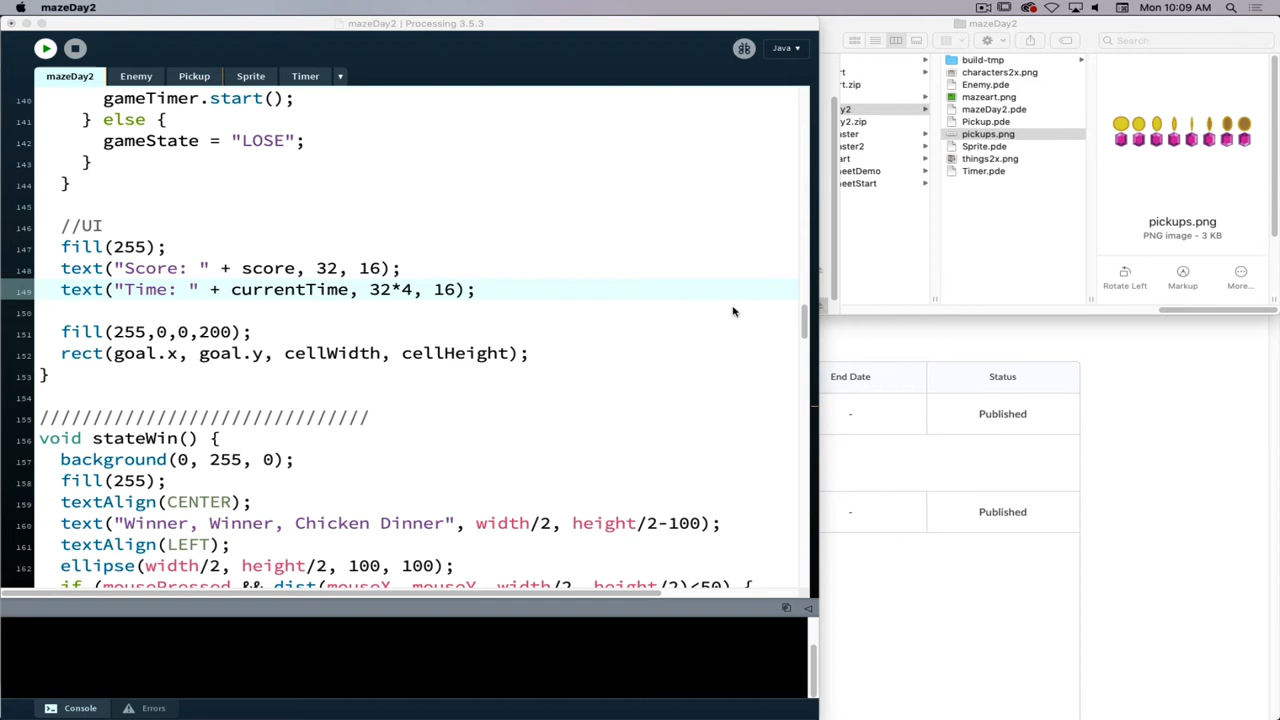 mazeDay2
Mon 10:09 AM
mazeDay2 | Processing 3.5.3
mazeDay2
Java
Search
mazeDay2
Enemy
Pickup
Sprite
Timer
140 gameTimer.start();
141 } else {
142 gameState = "LOSE";
143 }
144 }
145
146 //UI
147 fill(255);
148 text("Score: " + score, 32, 16);
149 text("Time: " + currentTime, 32*4, 16);
150
151 fill(255,0,0,200);
152 rect(goal.x, goal.y, cellWidth, cellHeight);
153 }
154
155 ///////////////////////////////
156 void stateWin() {
157 background(0, 255, 0);
158 fill(255);
159 textAlign(CENTER);
160 text("Winner, Winner, Chicken Dinner", width/2, height/2-100);
161 textAlign(LEFT);
162 ellipse(width/2, height/2, 100, 100);
if (mousePressed && dist(mouseX, mouseY, width/2, height/2)<50) {
Console
Errors
rt
rt.zip
y2
y2.zip
aster
aster2
art
eetDemo
eetStart
build-tmp
characters2x.png
Enemy.pde
mazeart.png
mazeDay2.pde
Pickup.pde
pickups.png
Sprite.pde
things2x.png
Timer.pde
pickups.png
PNG image - 3 KB
Rotate Left
Markup
More...
End Date
Status
-
Published
-
Published